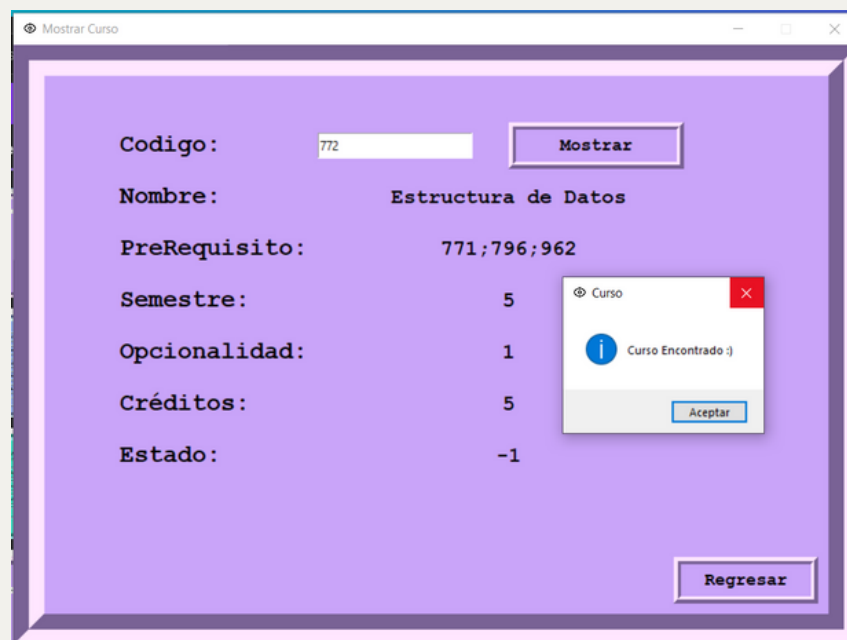 Mostrar Curso
Codigo: 772 Mostrar
Nombre: Estructura de Datos
PreRequisito: 771;796;962
Semestre: 5
Opcionalidad: 1
Créditos: 5
Estado: -1
Curso
Curso Encontrado :)
Aceptar
Regresar